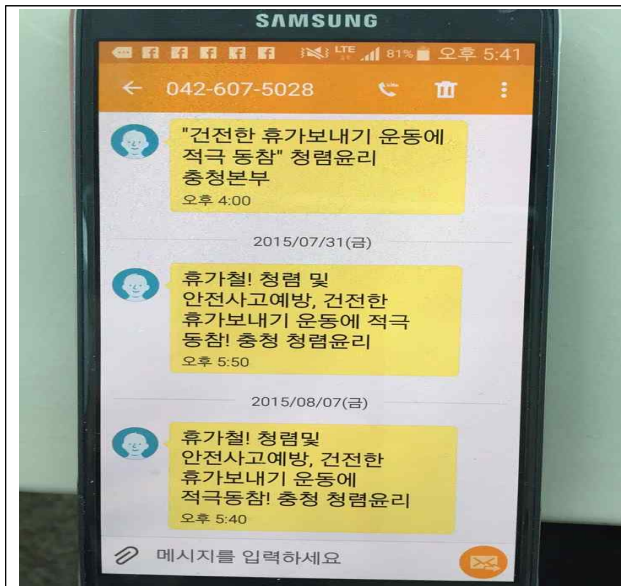 SAMSUNG
LTE 81% 오후 5:41
042-607-5028
"건전한 휴가보내기 운동에
적극 동참" 청렴윤리
충청본부
오후 4:00
2015/07/31(금)
휴가철! 청렴 및
안전사고예방, 건전한
휴가보내기 운동에 적극
동참! 충청 청렴윤리
오후 5:50
2015/08/07(금)
휴가철! 청렴및
안전사고예방, 건전한
휴가보내기 운동에
적극동참! 충청 청렴윤리
오후 5:40
메시지를 입력하세요